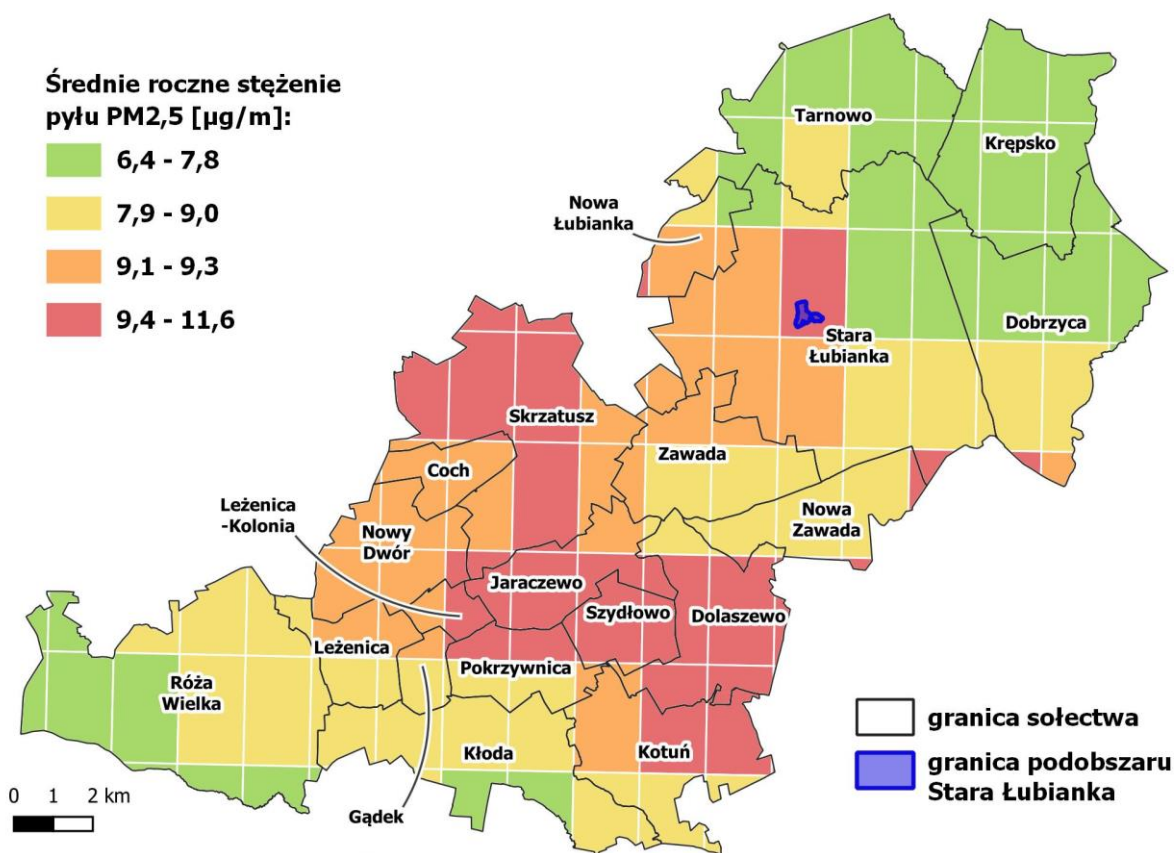 Średnie roczne stężenie
pyłu PM2,5 [µg/m]:
6,4 - 7,8
7,9 - 9,0
9,1 - 9,3
9,4 - 11,6
Tarnowo
Krępsko
Nowa
Łubianka
Dobrzyca
Stara
Łubianka
Skrzatusz
Zawada
Coch
Leżenica
-Kolonia
Nowa
Zawada
Nowy
Dwór
Jaraczewo
Szydłowo
Dolaszewo
Leżenica
Pokrzywnica
Róża
Wielka
Kłoda
Kotuń
Gądek
granica sołectwa
granica podobszaru
Stara Łubianka
0 1 2 km